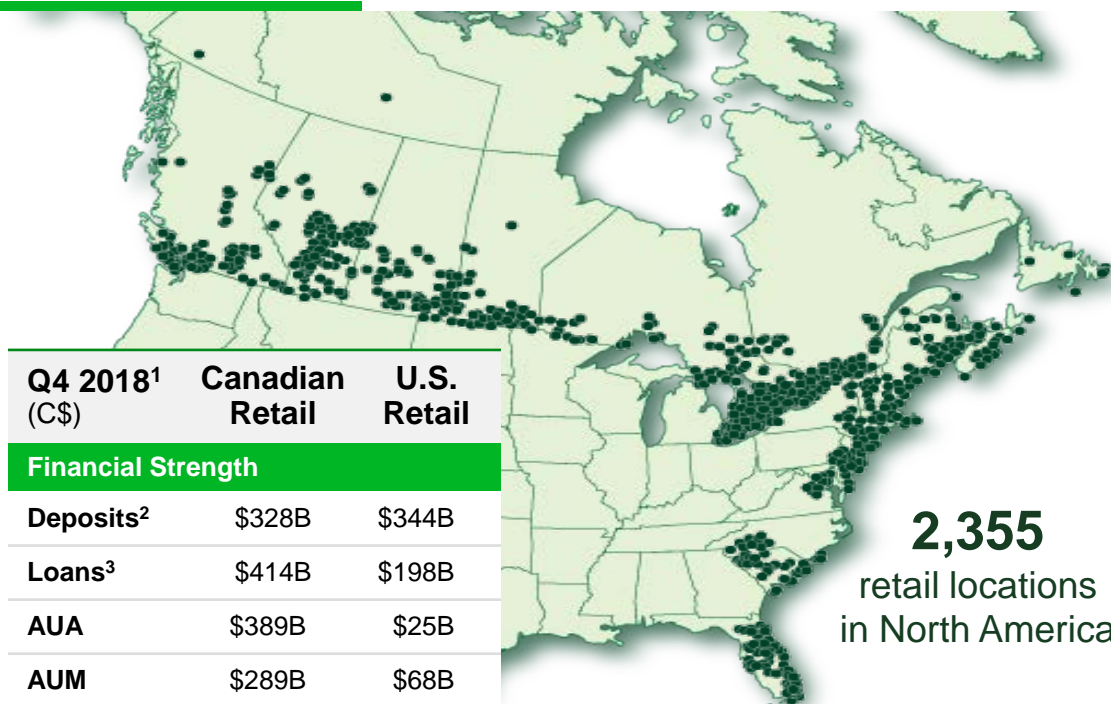 Q4 2018¹ Canadian U.S.
(C$) Retail Retail
Financial Strength
Deposits² $328B $344B
Loans³ $414B $198B
AUA $389B $25B
AUM $289B $68B
2,355
retail locations
in North America